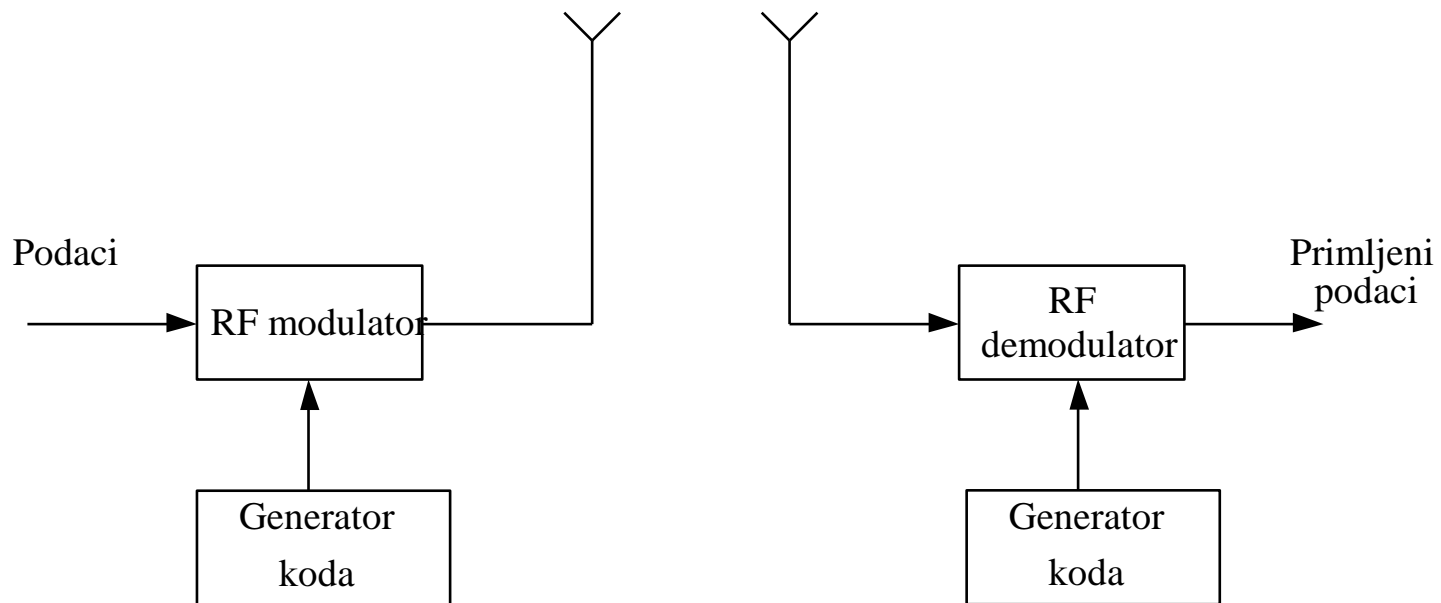 Podaci
RF modulator
Generator
koda
RF
demodulator
Primljeni
podaci
Generator
koda